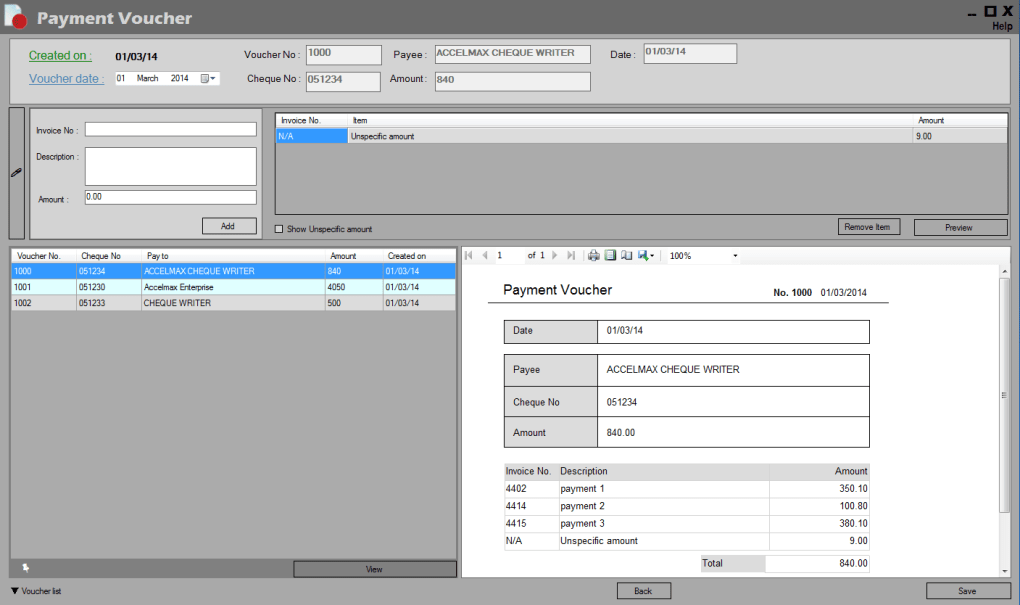 Payment Voucher
Help
Created on : 01/03/14 Voucher No : 1000 Payee : ACCELMAX CHEQUE WRITER Date : 01/03/14
Voucher date : 01 March 2014 Cheque No : 051234 Amount : 840
Invoice No :
Description :
Amount : 0.00
Add
Invoice No. Item Amount
N/A Unspecific amount 9.00
Show Unspecific amount Remove Item Preview
Voucher No. Cheque No Pay to Amount Created on
1000 051234 ACCELMAX CHEQUE WRITER 840 01/03/14
1001 051230 Accelmax Enterprise 4050 01/03/14
1002 051233 CHEQUE WRITER 500 01/03/14
View
1 of 1 100%
Payment Voucher No. 1000 01/03/2014
Date 01/03/14
Payee ACCELMAX CHEQUE WRITER
Cheque No 051234
Amount 840.00
Invoice No. Description Amount
4402 payment 1 350.10
4414 payment 2 100.80
4415 payment 3 380.10
N/A Unspecific amount 9.00
Total 840.00
Voucher list Back Save